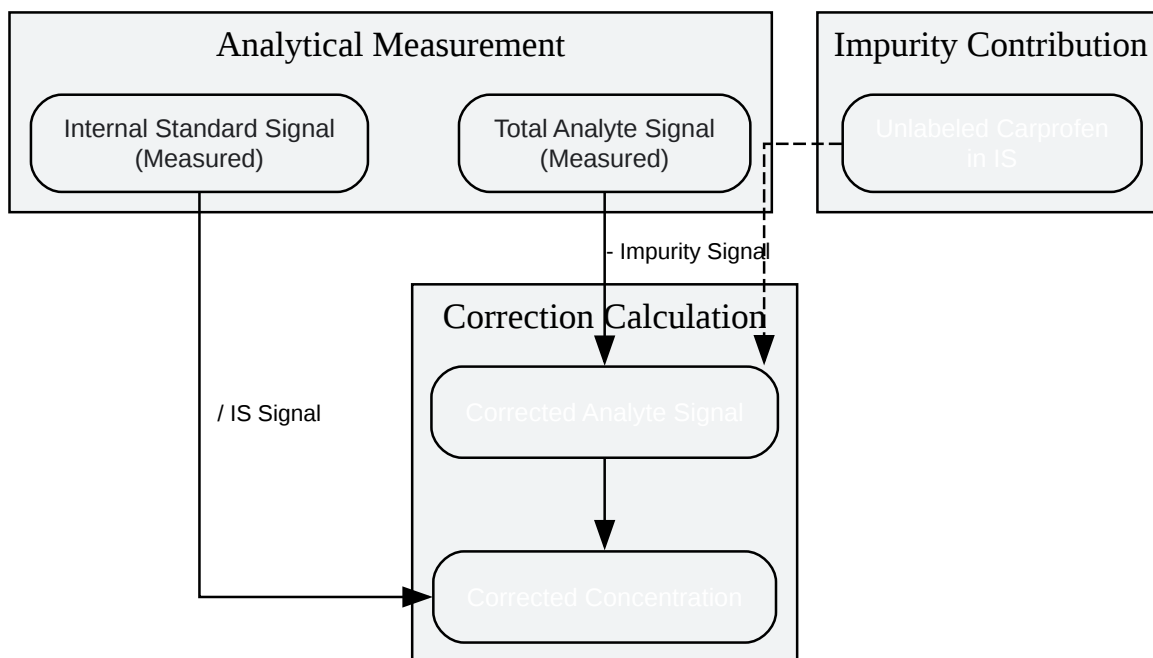 Analytical Measurement
Impurity Contribution
Internal Standard Signal
(Measured)
Total Analyte Signal
(Measured)
Unlabeled Carprofen
in IS
- Impurity Signal
Correction Calculation
/ IS Signal
Corrected Analyte Signal
Corrected Concentration